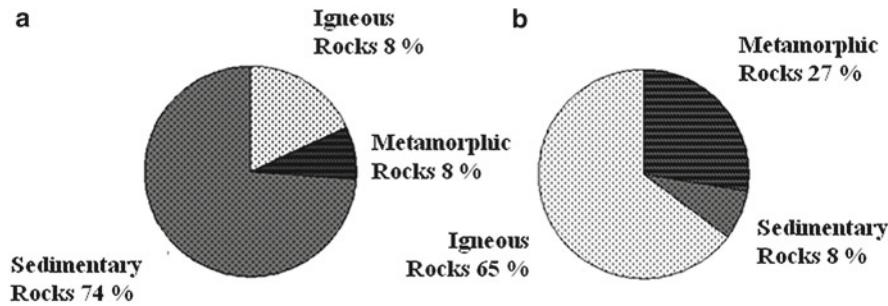 a
Igneous
Rocks 8 %
Metamorphic
Rocks 8 %
Sedimentary
Rocks 74 %
b
Metamorphic
Rocks 27 %
Sedimentary
Rocks 8 %
Igneous
Rocks 65 %